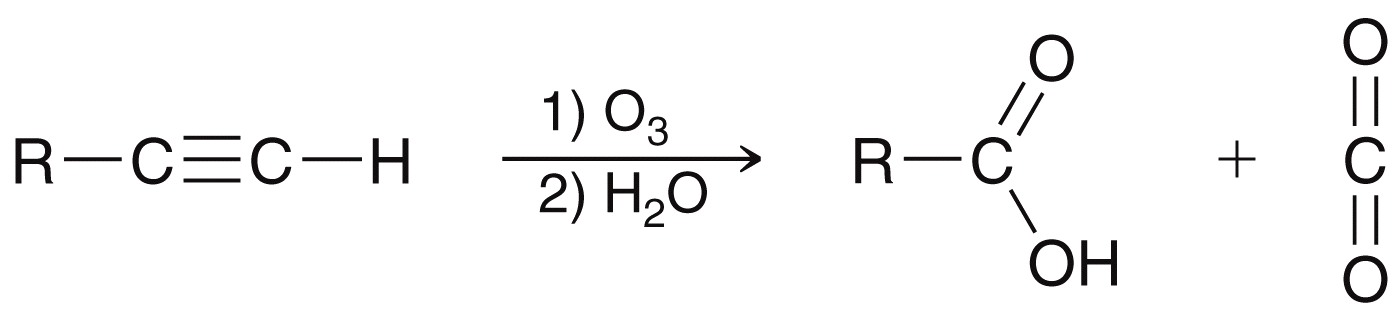 R—C≡C—H
1) O₃
2) H₂O
R—C
O
OH
+
O
C
O